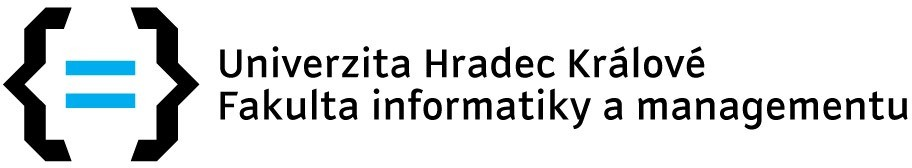 Univerzita Hradec Králové
Fakulta informatiky a managementu